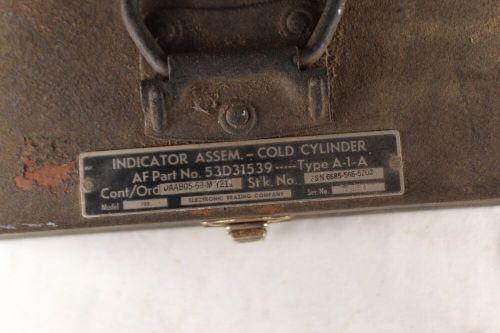 INDICATOR ASSEM. - COLD CYLINDER
AF Part No. 53D31539-----Type A-1-A
Cont/Ord Stk. No. FSN 6685-566-5202
Model Ser. No.
ELECTRONIC BRAZING COMPANY